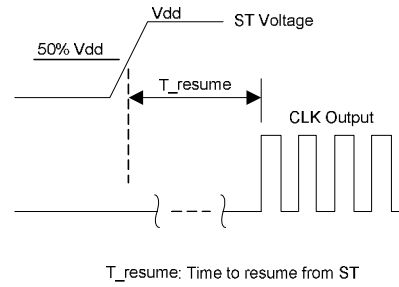 Vdd
ST Voltage
50% Vdd
T_resume
CLK Output
T_resume: Time to resume from ST